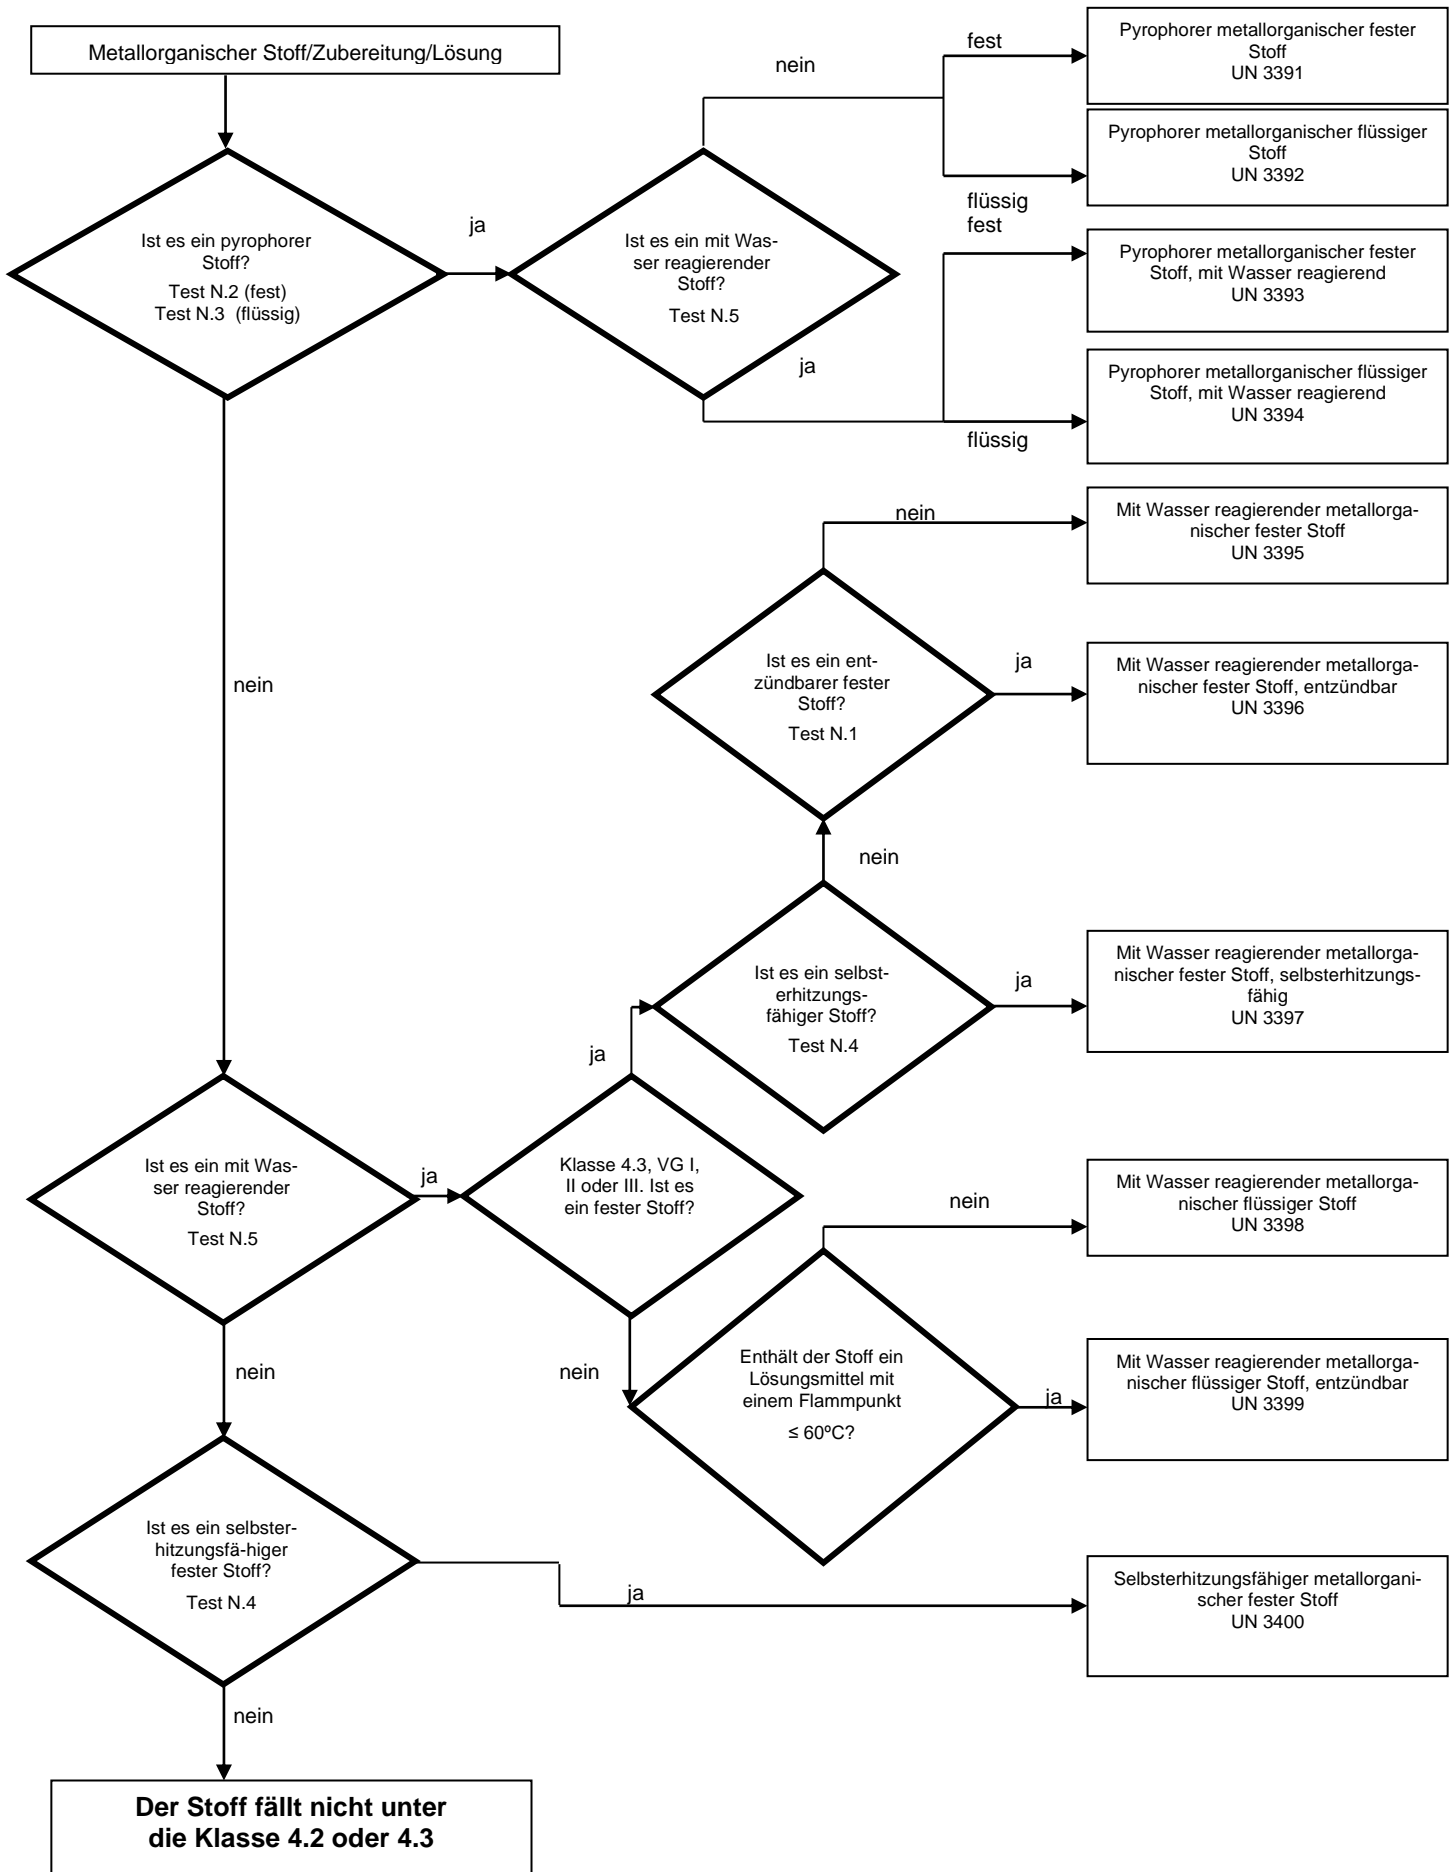 Metallorganischer Stoff/Zubereitung/Lösung
nein
fest
Pyrophorer metallorganischer fester
Stoff
UN 3391
Pyrophorer metallorganischer flüssiger
Stoff
UN 3392
flüssig
fest
Ist es ein pyrophorer
Stoff?
Test N.2 (fest)
Test N.3 (flüssig)
ja
Ist es ein mit Was-
ser reagierender
Stoff?
Test N.5
ja
Pyrophorer metallorganischer fester
Stoff, mit Wasser reagierend
UN 3393
Pyrophorer metallorganischer flüssiger
Stoff, mit Wasser reagierend
UN 3394
flüssig
nein
Mit Wasser reagierender metallorga-
nischer fester Stoff
UN 3395
nein
Ist es ein ent-
zündbarer fester
Stoff?
Test N.1
ja
Mit Wasser reagierender metallorga-
nischer fester Stoff, entzündbar
UN 3396
nein
Ist es ein selbst-
erhitzungs-
fähiger Stoff?
Test N.4
ja
Mit Wasser reagierender metallorga-
nischer fester Stoff, selbsterhitzungs-
fähig
UN 3397
ja
Ist es ein mit Was-
ser reagierender
Stoff?
Test N.5
ja
Klasse 4.3, VG I,
II oder III. Ist es
ein fester Stoff?
nein
Mit Wasser reagierender metallorga-
nischer flüssiger Stoff
UN 3398
nein
nein
Enthält der Stoff ein
Lösungsmittel mit
einem Flammpunkt
≤ 60ºC?
ja
Mit Wasser reagierender metallorga-
nischer flüssiger Stoff, entzündbar
UN 3399
Ist es ein selbster-
hitzungsfä-higer
fester Stoff?
Test N.4
ja
Selbsterhitzungsfähiger metallorgani-
scher fester Stoff
UN 3400
nein
Der Stoff fällt nicht unter
die Klasse 4.2 oder 4.3